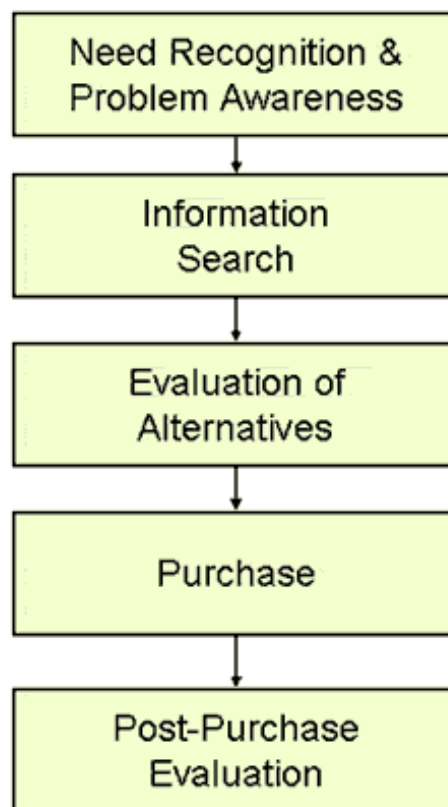 Need Recognition &
Problem Awareness
Information
Search
Evaluation of
Alternatives
Purchase
Post-Purchase
Evaluation